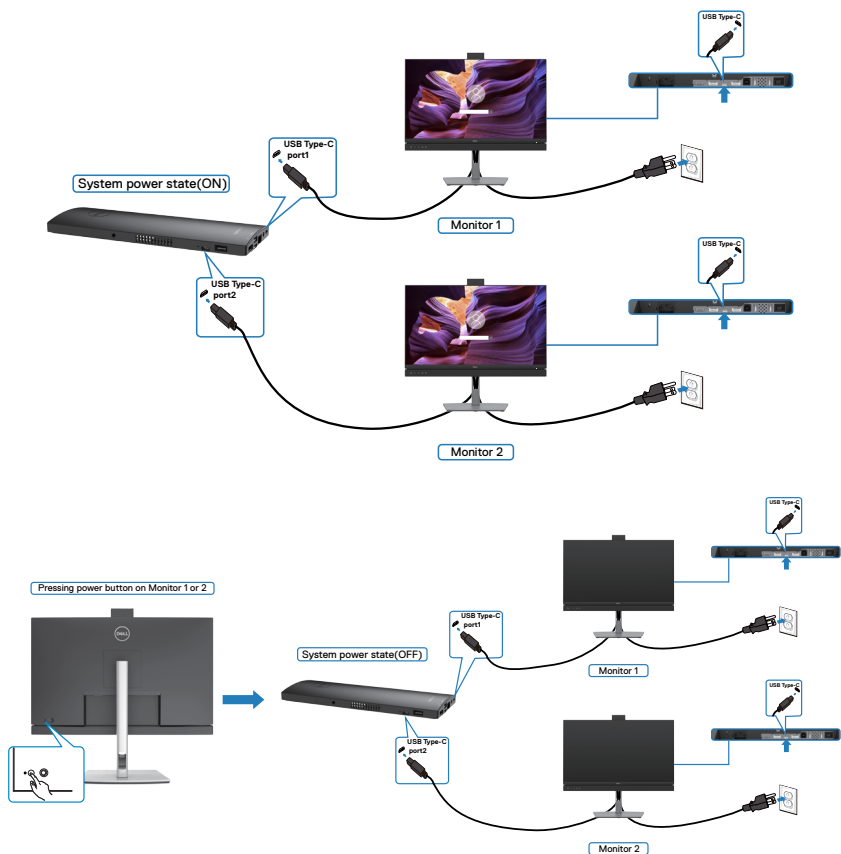 USB Type-C
USB Type-C
port1
System power state(ON)
Monitor 1
USB Type-C
USB Type-C
port2
Monitor 2
USB Type-C
Pressing power button on Monitor 1 or 2
DELL
USB Type-C
port1
System power state(OFF)
Monitor 1
USB Type-C
USB Type-C
port2
Monitor 2